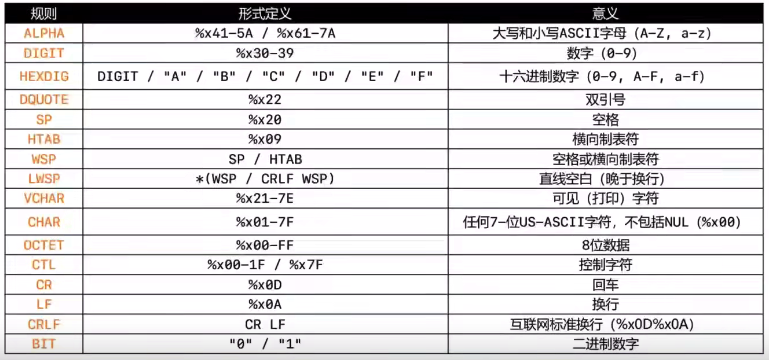 规则 形式定义 意义
ALPHA %x41-5A / %x61-7A 大写和小写ASCII字母（A-Z, a-z）
DIGIT %x30-39 数字（0-9）
HEXDIG DIGIT / "A" / "B" / "C" / "D" / "E" / "F" 十六进制数字（0-9, A-F, a-f）
DQUOTE %x22 双引号
SP %x20 空格
HTAB %x09 横向制表符
WSP SP / HTAB 空格或横向制表符
LWSP *(WSP / CRLF WSP) 直线空白（晚于换行）
VCHAR %x21-7E 可见（打印）字符
CHAR %x01-7F 任何7-位US-ASCII字符，不包括NUL（%x00）
OCTET %x00-FF 8位数据
CTL %x00-1F / %x7F 控制字符
CR %x0D 回车
LF %x0A 换行
CRLF CR LF 互联网标准换行（%x0D%x0A）
BIT "0" / "1" 二进制数字